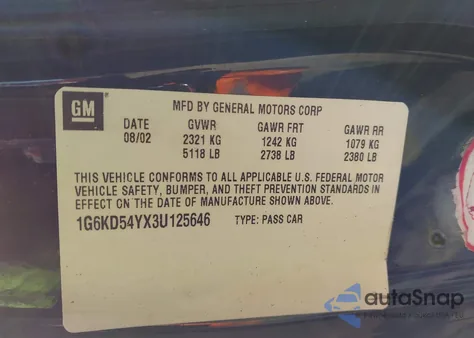 GM
MFD BY GENERAL MOTORS CORP
DATE GVWR GAWR FRT GAWR RR
08/02 2321 KG 1242 KG 1079 KG
5118 LB 2738 LB 2380 LB
THIS VEHICLE CONFORMS TO ALL APPLICABLE U.S. FEDERAL MOTOR
VEHICLE SAFETY, BUMPER, AND THEFT PREVENTION STANDARDS IN
EFFECT ON THE DATE OF MANUFACTURE SHOWN ABOVE.
1G6KD54YX3U125646 TYPE: PASS CAR
autoSnap